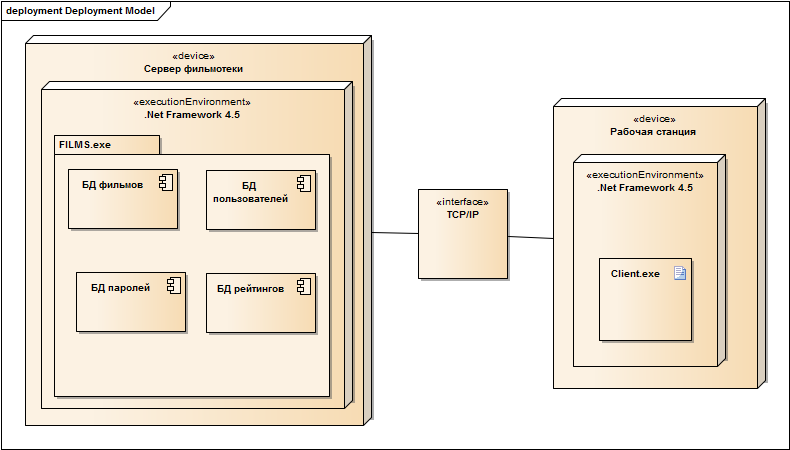 deployment Deployment Model
«device»
Сервер фильмотеки
«executionEnvironment»
.Net Framework 4.5
FILMS.exe
БД фильмов
БД
пользователей
БД паролей
БД рейтингов
«interface»
TCP/IP
«device»
Рабочая станция
«executionEnvironment»
.Net Framework 4.5
Client.exe